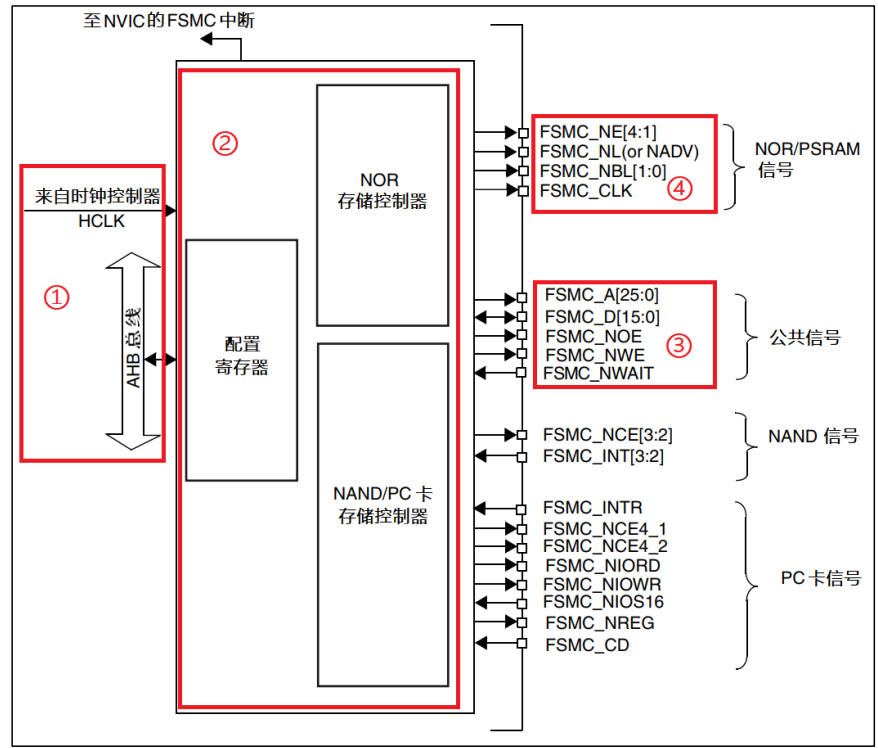 至NVIC的FSMC中断
①
来自时钟控制器
HCLK
AHB 总线
②
配置
寄存器
NOR
存储控制器
NAND/PC 卡
存储控制器
FSMC_NE[4:1]
FSMC_NL(or NADV)
FSMC_NBL[1:0]
FSMC_CLK
④
NOR/PSRAM
信号
FSMC_A[25:0]
FSMC_D[15:0]
FSMC_NOE
FSMC_NWE
FSMC_NWAIT
③
公共信号
FSMC_NCE[3:2]
FSMC_INT[3:2]
NAND 信号
FSMC_INTR
FSMC_NCE4_1
FSMC_NCE4_2
FSMC_NIORD
FSMC_NIOWR
FSMC_NIOS16
FSMC_NREG
FSMC_CD
PC 卡信号